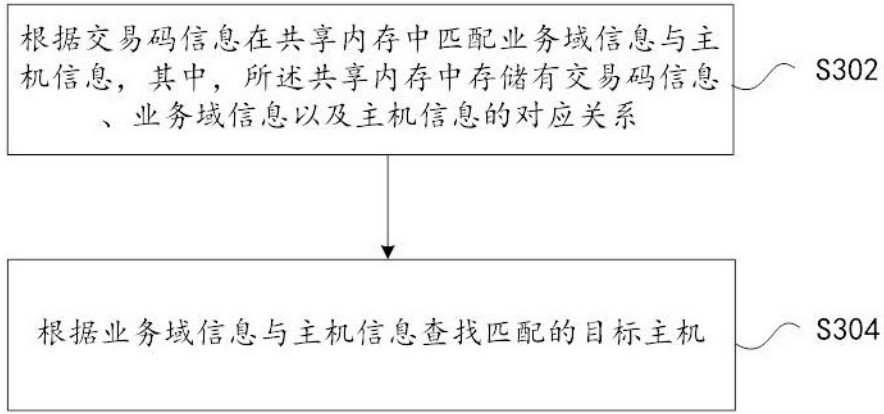 根据交易码信息在共享内存中匹配业务域信息与主
机信息，其中，所述共享内存中存储有交易码信息
、业务域信息以及主机信息的对应关系
S302
根据业务域信息与主机信息查找匹配的目标主机
S304